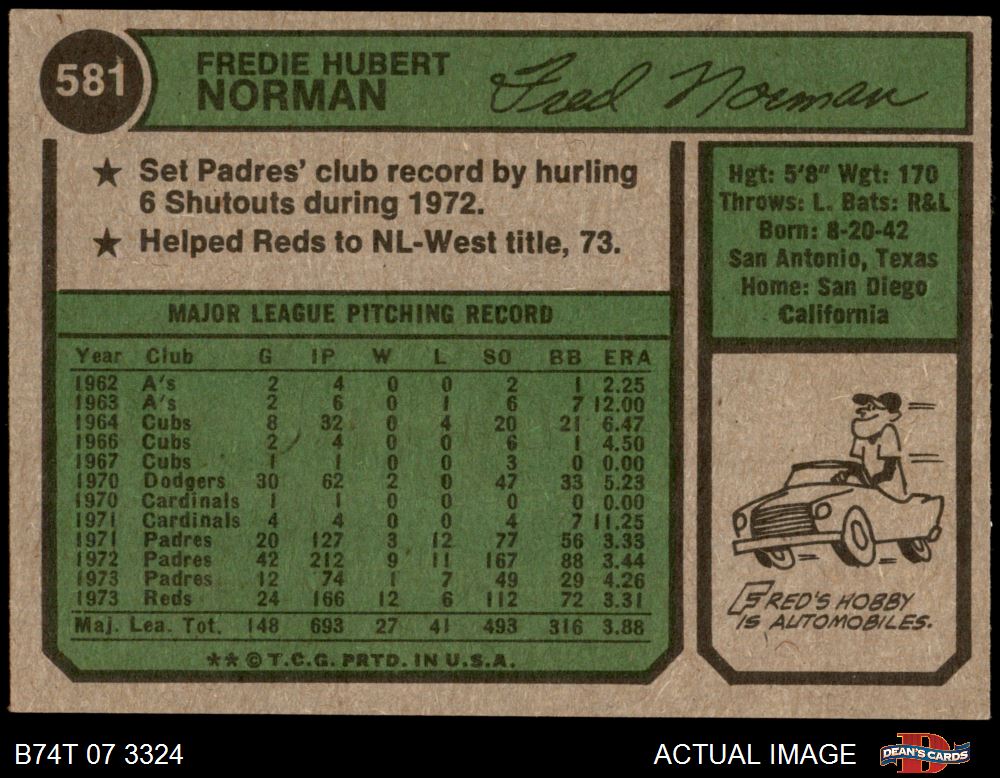 581
FREDIE HUBERT
NORMAN
Fred Norman
★ Set Padres' club record by hurling
6 Shutouts during 1972.
★ Helped Reds to NL-West title, 73.
Hgt: 5'8" Wgt: 170
Throws: L. Bats: R&L
Born: 8-20-42
San Antonio, Texas
Home: San Diego
California
MAJOR LEAGUE PITCHING RECORD
Year Club G IP W L SO BB ERA
1962 A's 2 4 0 0 2 1 2.25
1963 A's 2 6 0 1 6 7 12.00
1964 Cubs 8 32 0 4 20 21 6.47
1966 Cubs 2 4 0 0 6 1 4.50
1967 Cubs 1 1 0 0 3 0 0.00
1970 Dodgers 30 62 2 0 47 33 5.23
1970 Cardinals 1 1 0 0 0 0 0.00
1971 Cardinals 4 4 0 0 4 7 11.25
1971 Padres 20 127 3 12 77 56 3.33
1972 Padres 42 212 9 11 167 88 3.44
1973 Padres 12 74 1 7 49 29 4.26
1973 Reds 24 166 12 6 112 72 3.31
Maj. Lea. Tot. 148 693 27 41 493 316 3.88
★★ © T.C.G. PRTD. IN U.S.A.
FRED'S HOBBY
IS AUTOMOBILES.
B74T 07 3324
ACTUAL IMAGE
DEAN'S CARDS